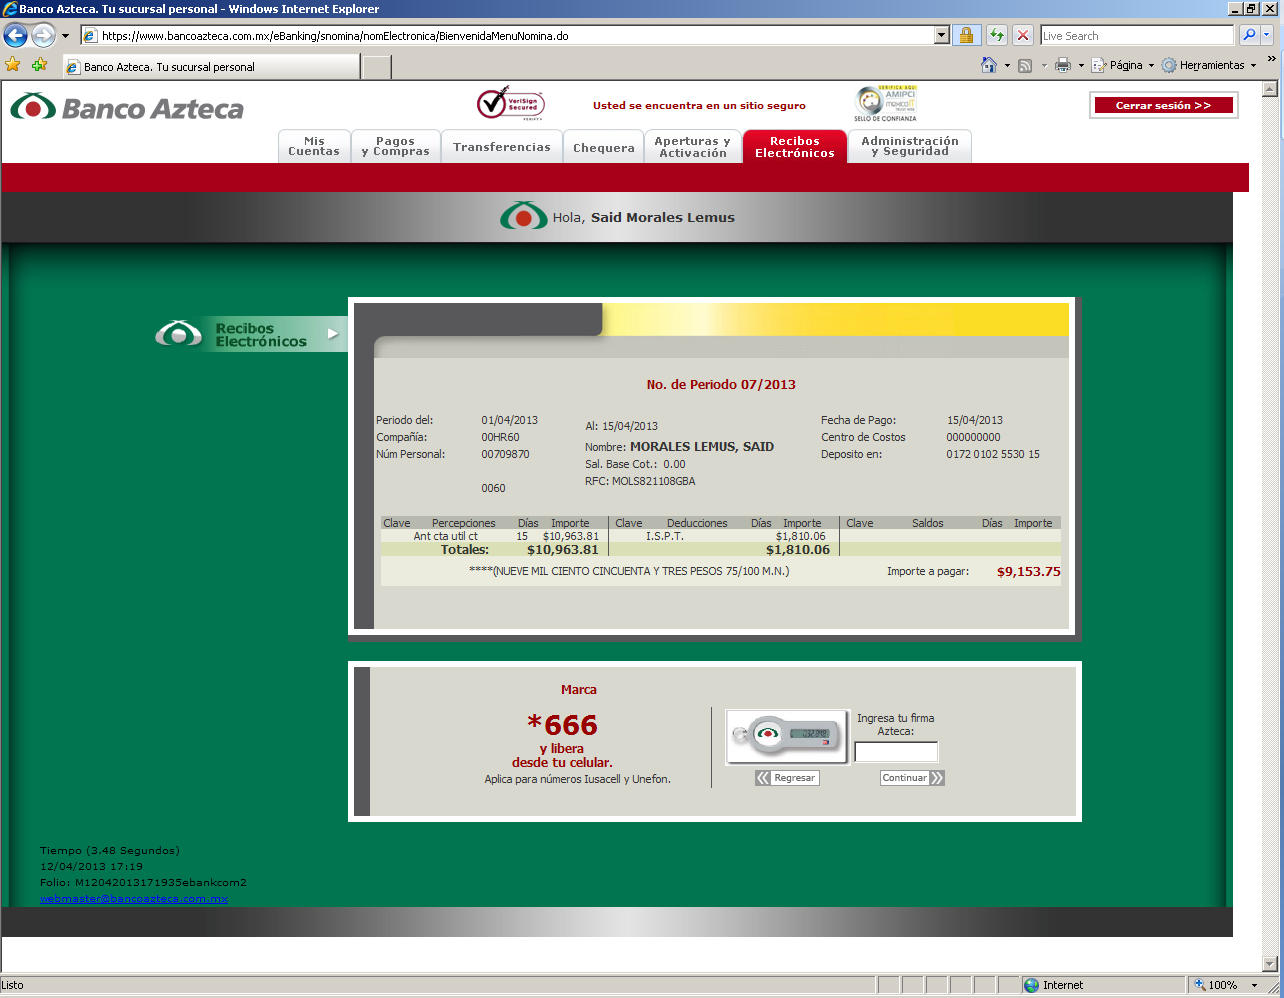 Banco Azteca. Tu sucursal personal - Windows Internet Explorer
https://www.bancoazteca.com.mx/eBanking/snomina/nomElectronica/BienvenidaMenuNomina.do
Live Search
Banco Azteca. Tu sucursal personal
Página
Herramientas
Banco Azteca
VeriSign
Secured
VERIFY
Usted se encuentra en un sitio seguro
VERIFICA AQUI
AMIPCI
SELLO DE CONFIANZA
Cerrar sesión >>
Mis Cuentas
Pagos y Compras
Transferencias
Chequera
Aperturas y Activación
Recibos Electrónicos
Administración y Seguridad
Hola, Said Morales Lemus
Recibos
Electrónicos
No. de Periodo 07/2013
Periodo del: 01/04/2013 Al: 15/04/2013 Fecha de Pago: 15/04/2013
Compañía: 00HR60 Nombre: MORALES LEMUS, SAID Centro de Costos 000000000
Núm Personal: 00709870 Sal. Base Cot.: 0.00 Deposito en: 0172 0102 5530 15
0060 RFC: MOLS821108GBA
Clave Percepciones Días Importe Clave Deducciones Días Importe Clave Saldos Días Importe
Ant cta util ct 15 $10,963.81 I.S.P.T. $1,810.06
Totales: $10,963.81 $1,810.06
****(NUEVE MIL CIENTO CINCUENTA Y TRES PESOS 75/100 M.N.) Importe a pagar: $9,153.75
Marca
*666
y libera
desde tu celular.
Aplica para números Iusacell y Unefon.
Ingresa tu firma
Azteca:
Regresar
Continuar
Tiempo (3.48 Segundos)
12/04/2013 17:19
Folio: M12042013171935ebankcom2
webmaster@bancoazteca.com.mx
Listo
Internet
100%